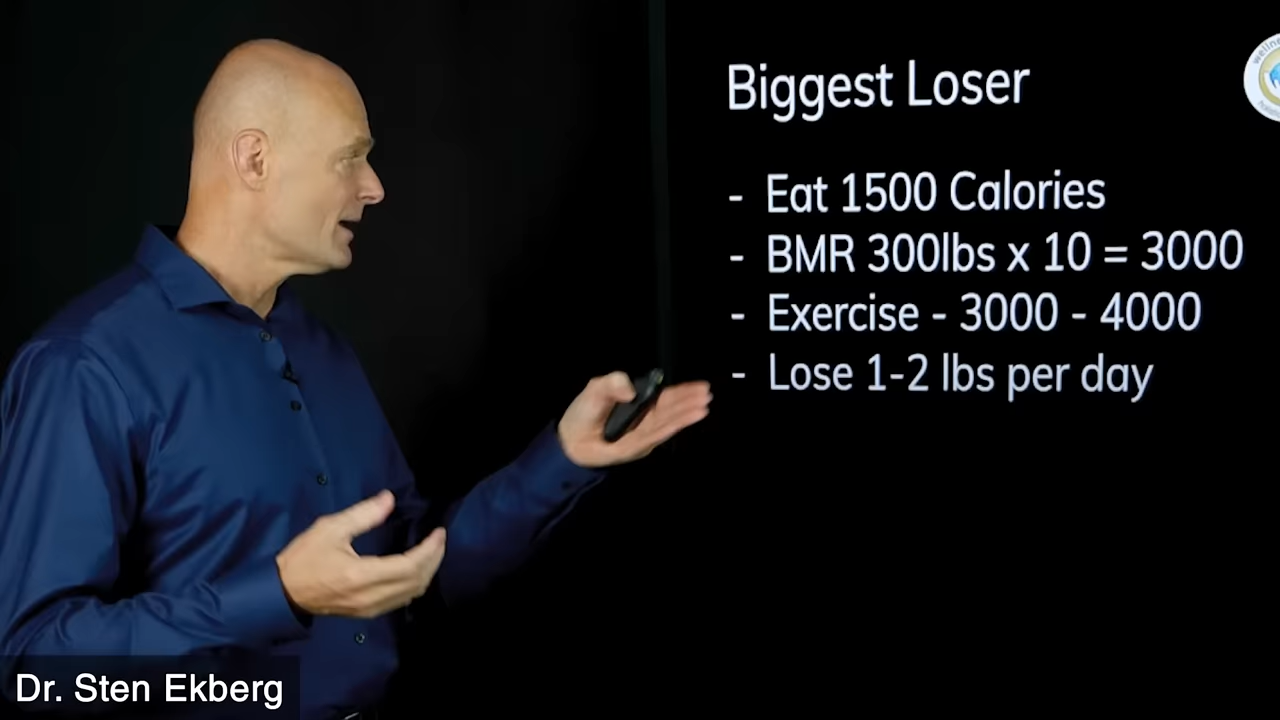 Biggest Loser
- Eat 1500 Calories
- BMR 300lbs x 10 = 3000
- Exercise - 3000 - 4000
- Lose 1-2 lbs per day
Dr. Sten Ekberg